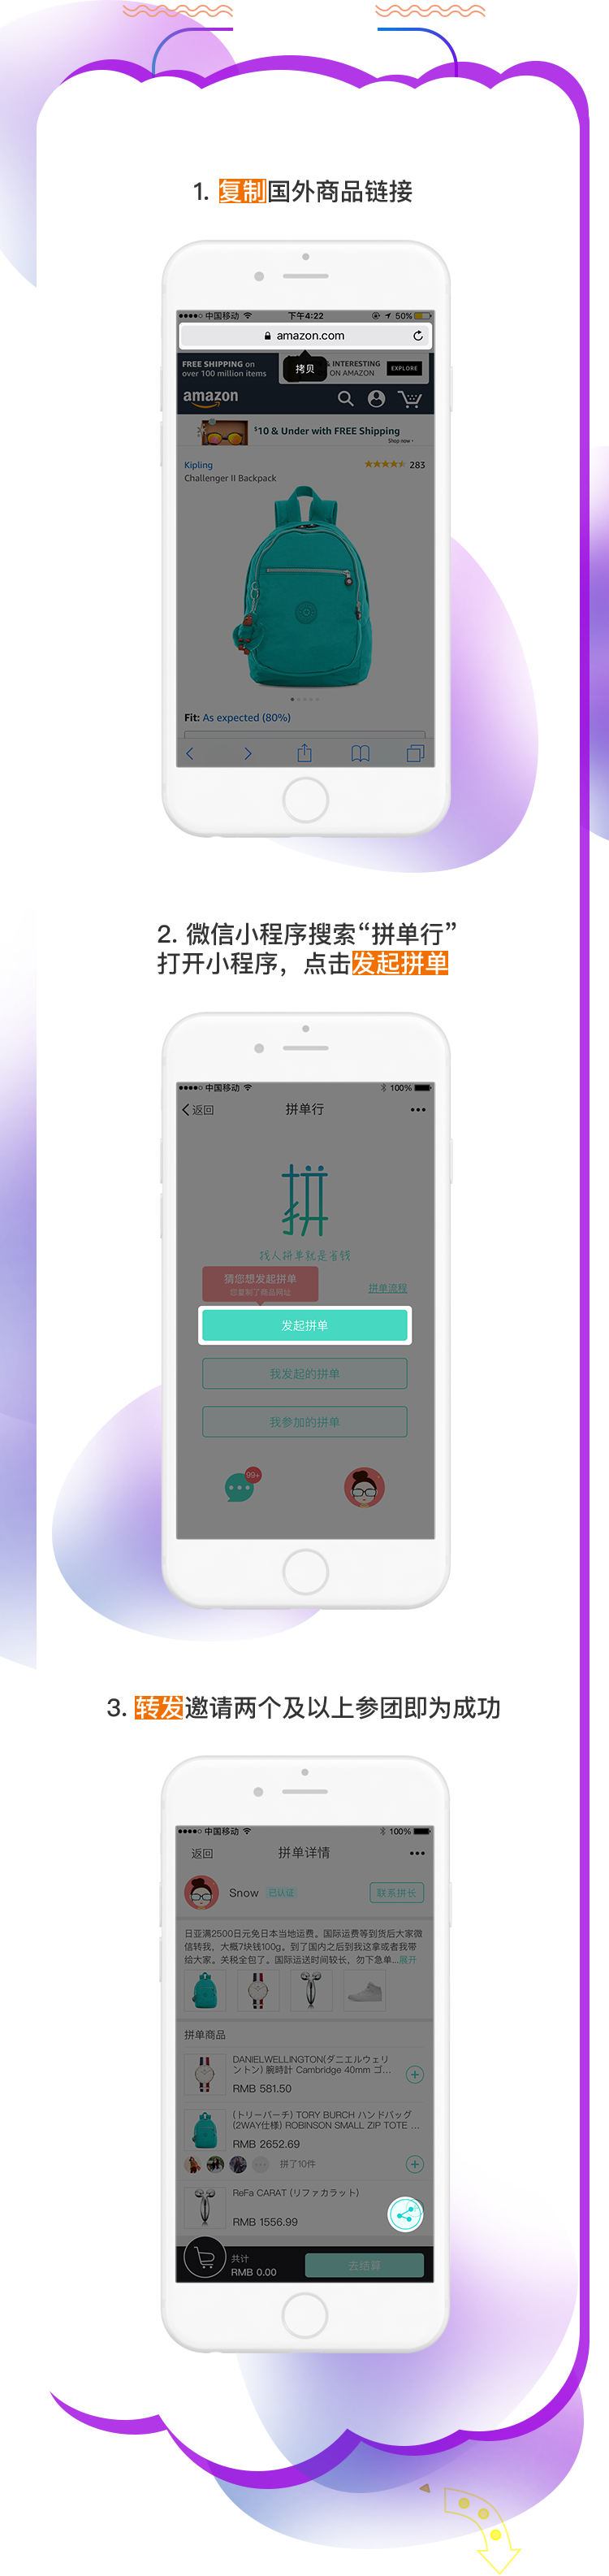 1. 复制国外商品链接
中国移动 下午4:22 50%
amazon.com
拷贝
FREE SHIPPING on
over 100 million items
& INTERESTING
ON AMAZON
EXPLORE
amazon
$10 & Under with FREE Shipping
Shop now
Kipling 283
Challenger II Backpack
Fit: As expected (80%)
2. 微信小程序搜索“拼单行”
打开小程序，点击发起拼单
中国移动 100%
返回 拼单行
拼
找人拼单就是省钱
猜您想发起拼单
您复制了商品网址
拼单流程
发起拼单
我发起的拼单
我参加的拼单
99+
3. 转发邀请两个及以上参团即为成功
中国移动 100%
返回 拼单详情
Snow 已认证 联系拼长
日亚满2500日元免日本当地运费。国际运费等到货后大家微
信转我，大概7块钱100g。到了国内之后到我这拿或者我带
给大家。关税全包了。国际运送时间较长，勿下急单...展开
拼单商品
DANIELWELLINGTON(ダニエルウェリ
ントン) 腕時計 Cambridge 40mm ゴ...
RMB 581.50
(トリーバーチ) TORY BURCH ハンドバッグ
(2WAY仕様) ROBINSON SMALL ZIP TOTE ...
RMB 2652.69
拼了10件
ReFa CARAT (リファカラット)
RMB 1556.99
共计
RMB 0.00
去结算